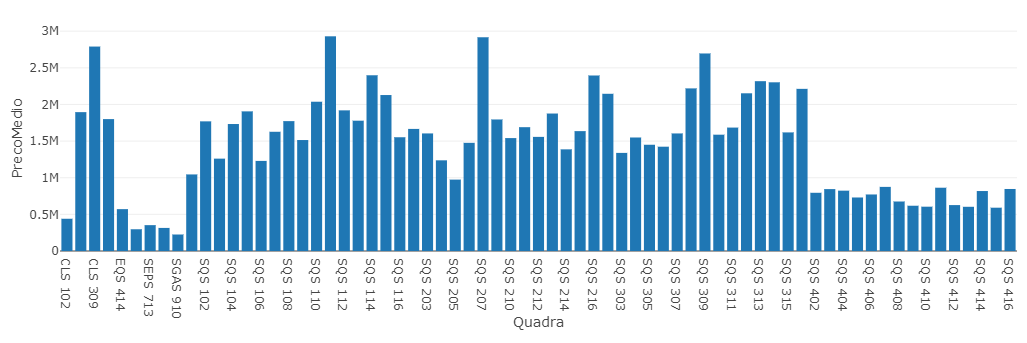 3M
2.5M
2M
1.5M
1M
0.5M
0
PrecoMedio
CLS 102
CLS 309
EQS 414
SEPS 713
SGAS 910
SQS 102
SQS 104
SQS 106
SQS 108
SQS 110
SQS 112
SQS 114
SQS 116
SQS 203
SQS 205
SQS 207
SQS 210
SQS 212
SQS 214
SQS 216
SQS 303
SQS 305
SQS 307
SQS 309
SQS 311
SQS 313
SQS 315
SQS 402
SQS 404
SQS 406
SQS 408
SQS 410
SQS 412
SQS 414
SQS 416
Quadra